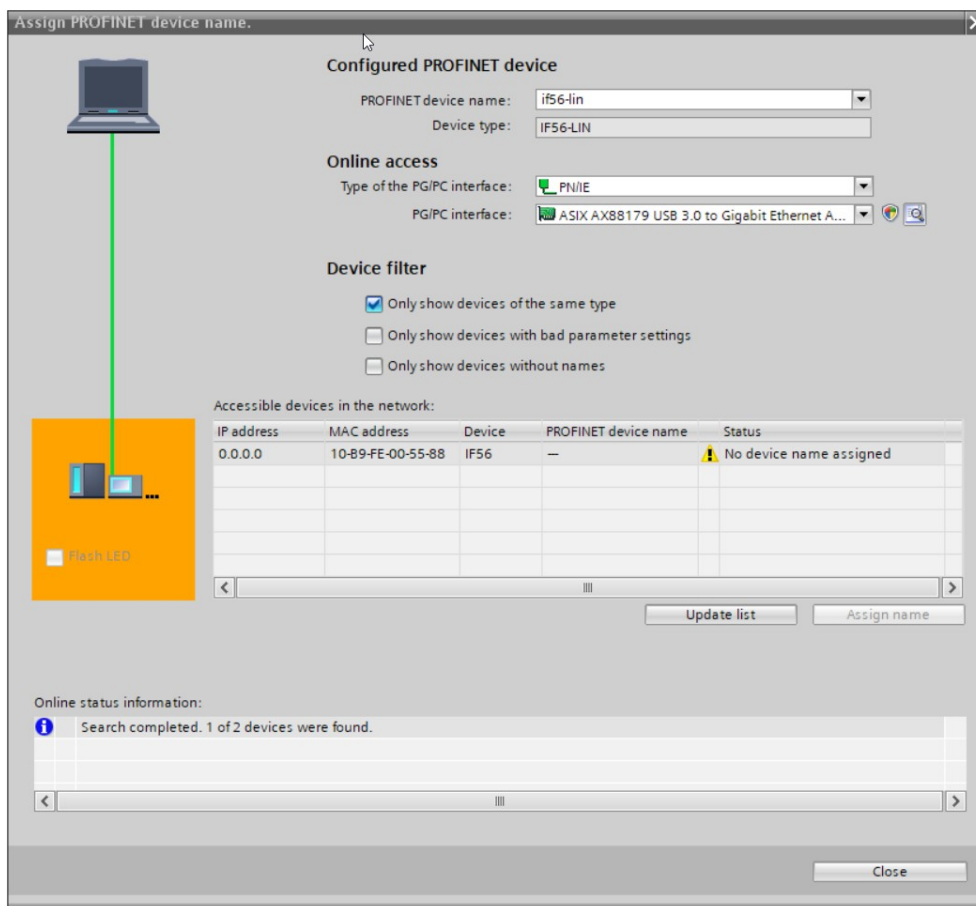 Assign PROFINET device name.
Configured PROFINET device
PROFINET device name: if56-lin
Device type: IF56-LIN
Online access
Type of the PG/PC interface: PN/IE
PG/PC interface: ASIX AX88179 USB 3.0 to Gigabit Ethernet A...
Device filter
Only show devices of the same type
Only show devices with bad parameter settings
Only show devices without names
Accessible devices in the network:
IP address MAC address Device PROFINET device name Status
0.0.0.0 10-B9-FE-00-55-88 IF56 — No device name assigned
Flash LED
Update list Assign name
Online status information:
Search completed. 1 of 2 devices were found.
Close